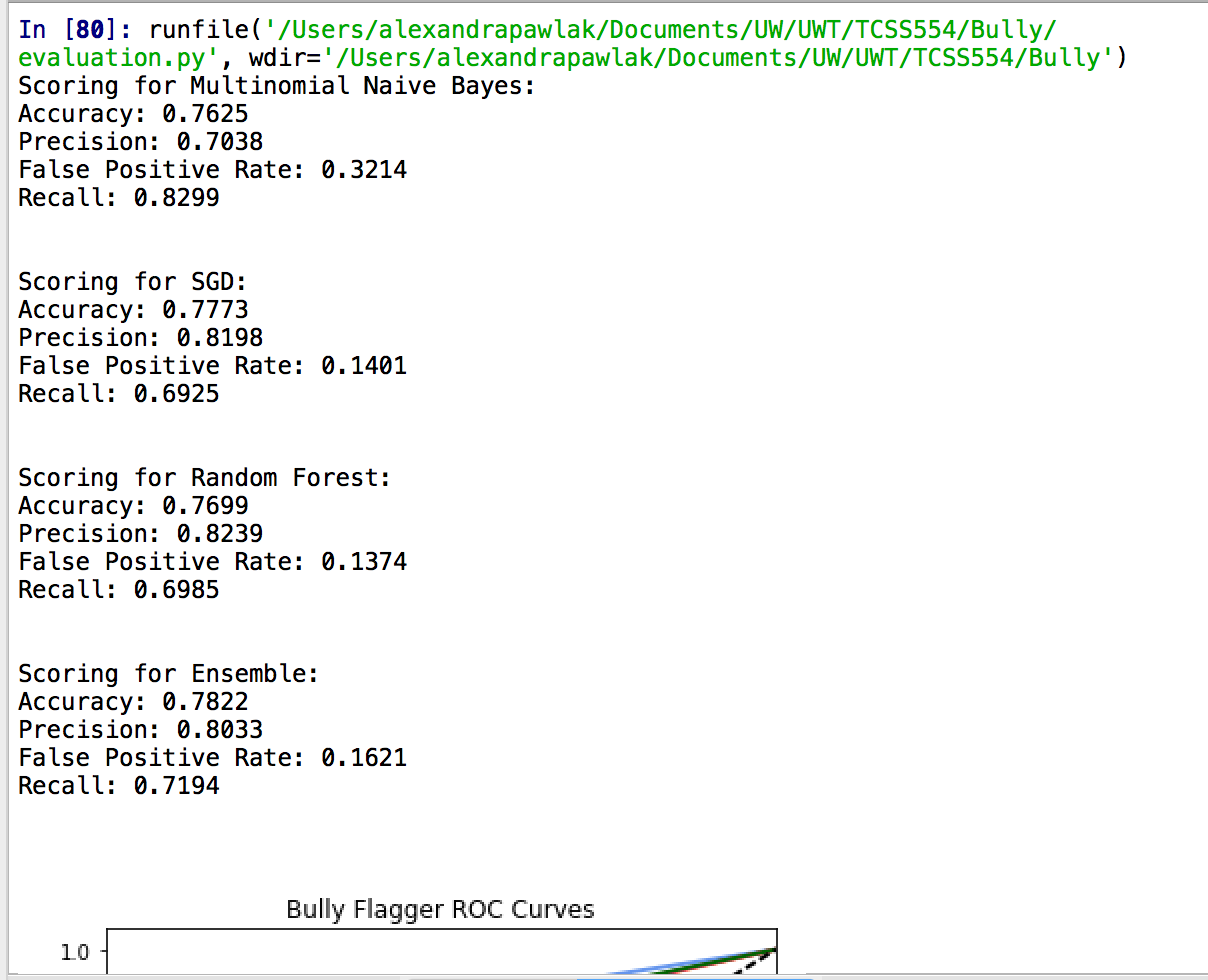 In [80]: runfile('/Users/alexandrapawlak/Documents/UW/UWT/TCSS554/Bully/
evaluation.py', wdir='/Users/alexandrapawlak/Documents/UW/UWT/TCSS554/Bully')
Scoring for Multinomial Naive Bayes:
Accuracy: 0.7625
Precision: 0.7038
False Positive Rate: 0.3214
Recall: 0.8299
Scoring for SGD:
Accuracy: 0.7773
Precision: 0.8198
False Positive Rate: 0.1401
Recall: 0.6925
Scoring for Random Forest:
Accuracy: 0.7699
Precision: 0.8239
False Positive Rate: 0.1374
Recall: 0.6985
Scoring for Ensemble:
Accuracy: 0.7822
Precision: 0.8033
False Positive Rate: 0.1621
Recall: 0.7194
Bully Flagger ROC Curves
1.0